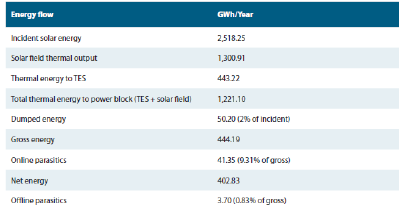 Energy flow GWh/Year
Incident solar energy 2,518.25
Solar field thermal output 1,300.91
Thermal energy to TES 443.22
Total thermal energy to power block (TES + solar field) 1,221.10
Dumped energy 50.20 (2% of incident)
Gross energy 444.19
Online parasitics 41.35 (9.31% of gross)
Net energy 402.83
Offline parasitics 3.70 (0.83% of gross)